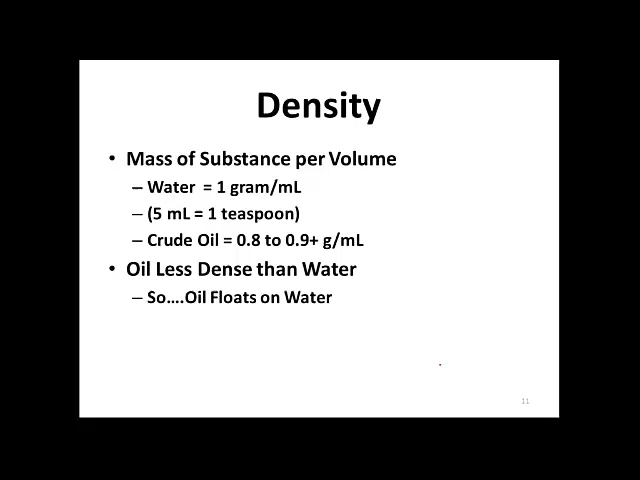 Density
• Mass of Substance per Volume
– Water = 1 gram/mL
– (5 mL = 1 teaspoon)
– Crude Oil = 0.8 to 0.9+ g/mL
• Oil Less Dense than Water
– So....Oil Floats on Water
11